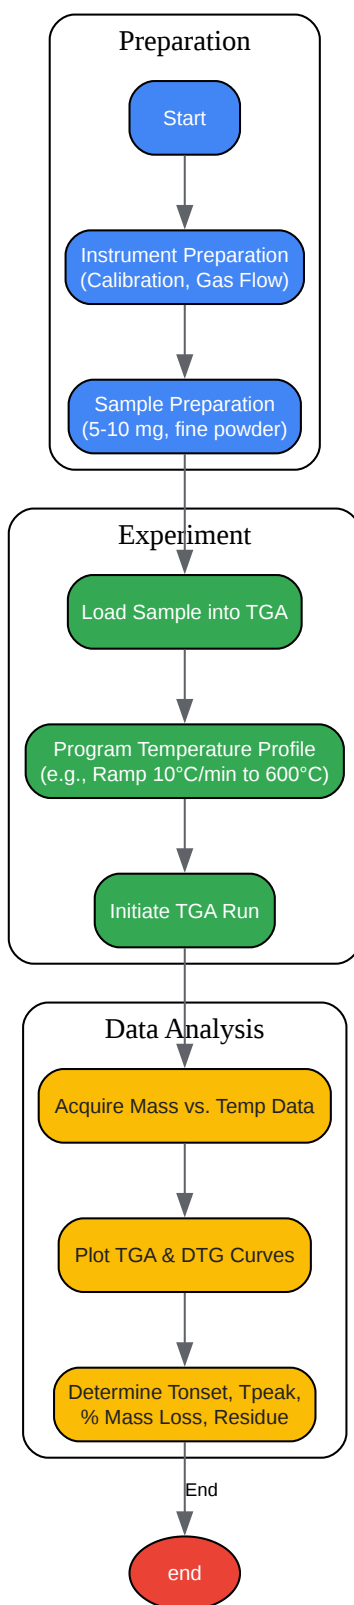 Preparation
Start
Instrument Preparation
(Calibration, Gas Flow)
Sample Preparation
(5-10 mg, fine powder)
Experiment
Load Sample into TGA
Program Temperature Profile
(e.g., Ramp 10°C/min to 600°C)
Initiate TGA Run
Data Analysis
Acquire Mass vs. Temp Data
Plot TGA & DTG Curves
Determine Tonset, Tpeak,
% Mass Loss, Residue
End
end